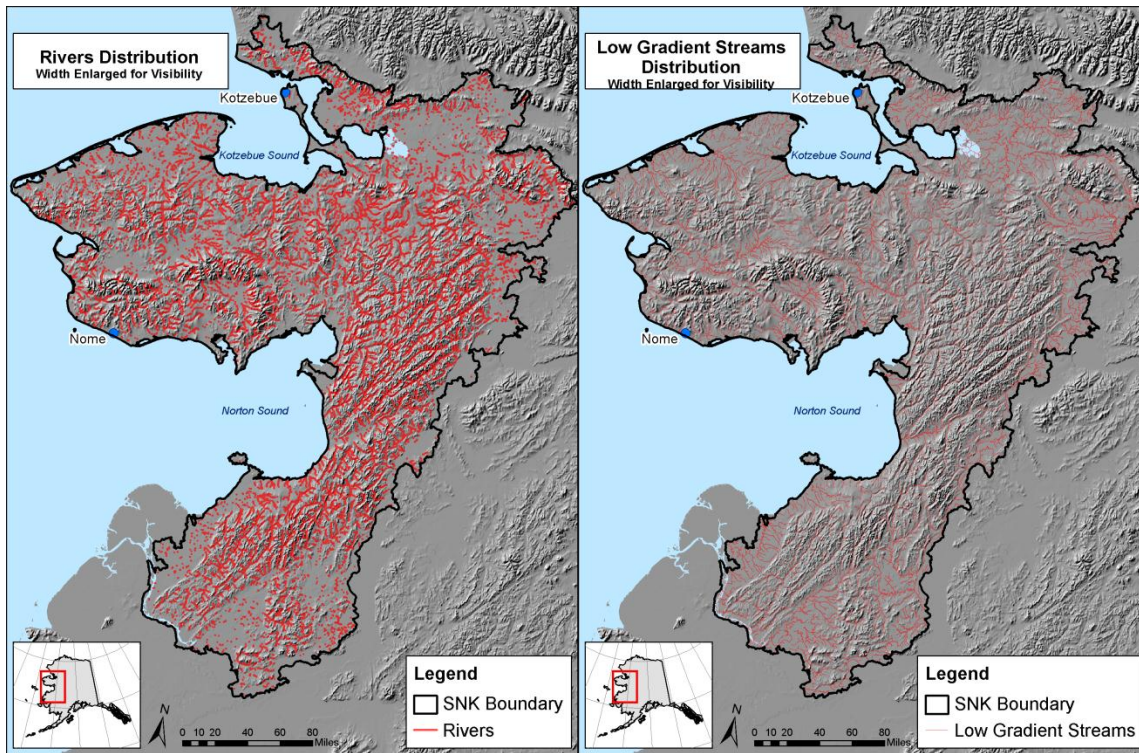 Rivers Distribution
Width Enlarged for Visibility
Kotzebue
Kotzebue Sound
Nome
Norton Sound
N
0 10 20 40 60 80
Miles
Legend
SNK Boundary
Rivers
Low Gradient Streams
Distribution
Width Enlarged for Visibility
Kotzebue
Kotzebue Sound
Nome
Norton Sound
N
0 10 20 40 60 80
Miles
Legend
SNK Boundary
Low Gradient Streams